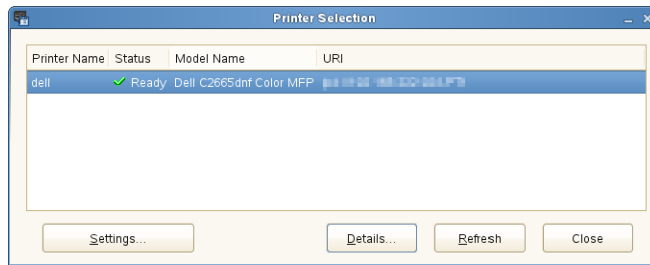 Printer Selection
Printer Name Status Model Name URI
dell Ready Dell C2665dnf Color MFP
Settings... Details... Refresh Close